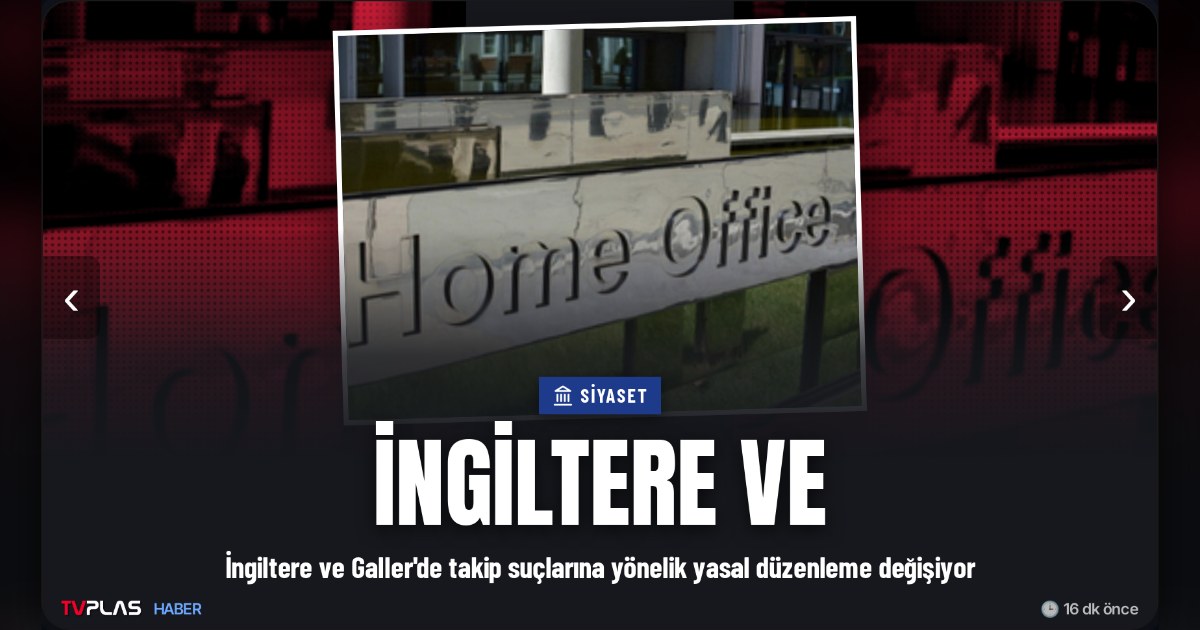 Home Office
SİYASET
İNGİLTERE VE
İngiltere ve Galler'de takip suçlarına yönelik yasal düzenleme değişiyor
TVPLAS HABER
16 dk önce